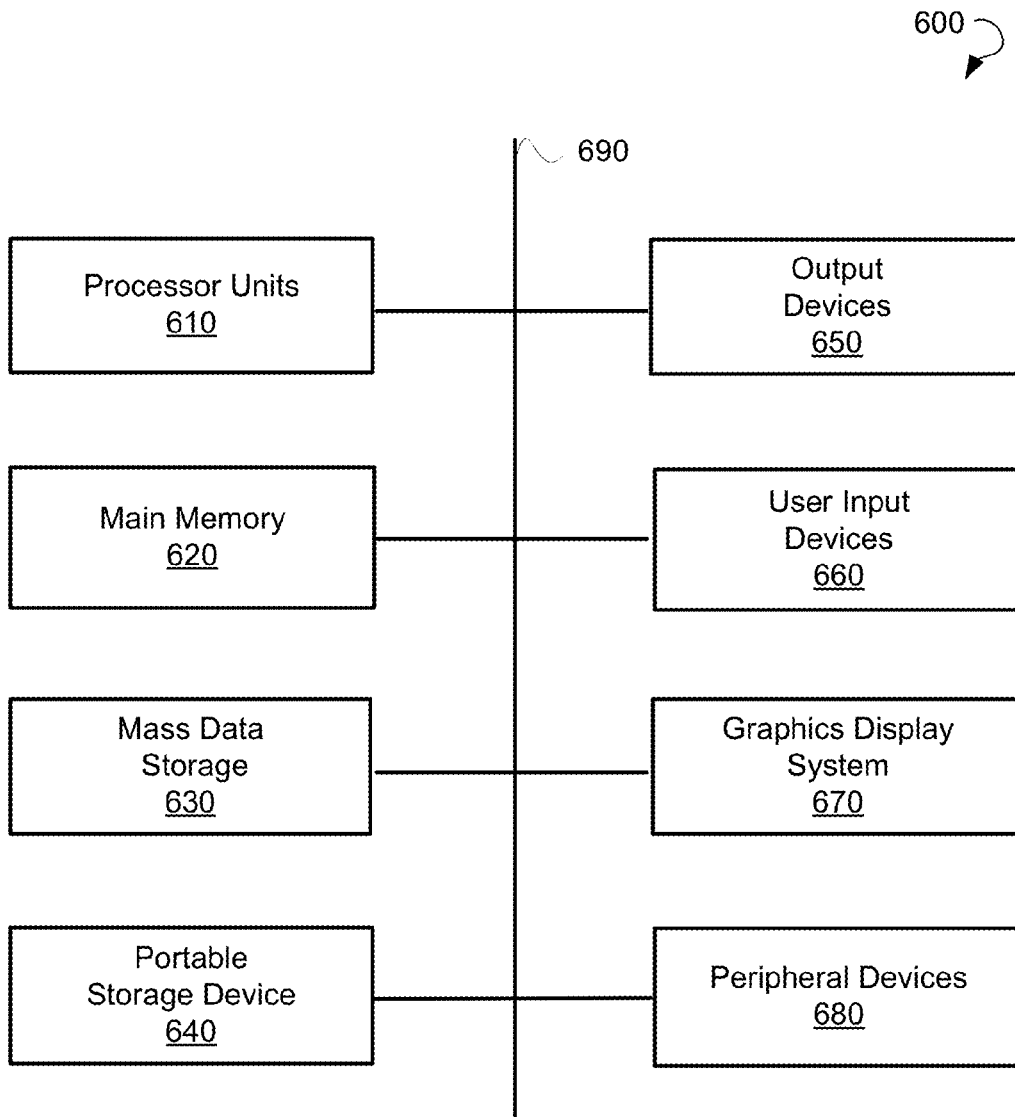 600
690
Processor Units
610
Output
Devices
650
Main Memory
620
User Input
Devices
660
Mass Data
Storage
630
Graphics Display
System
670
Portable
Storage Device
640
Peripheral Devices
680